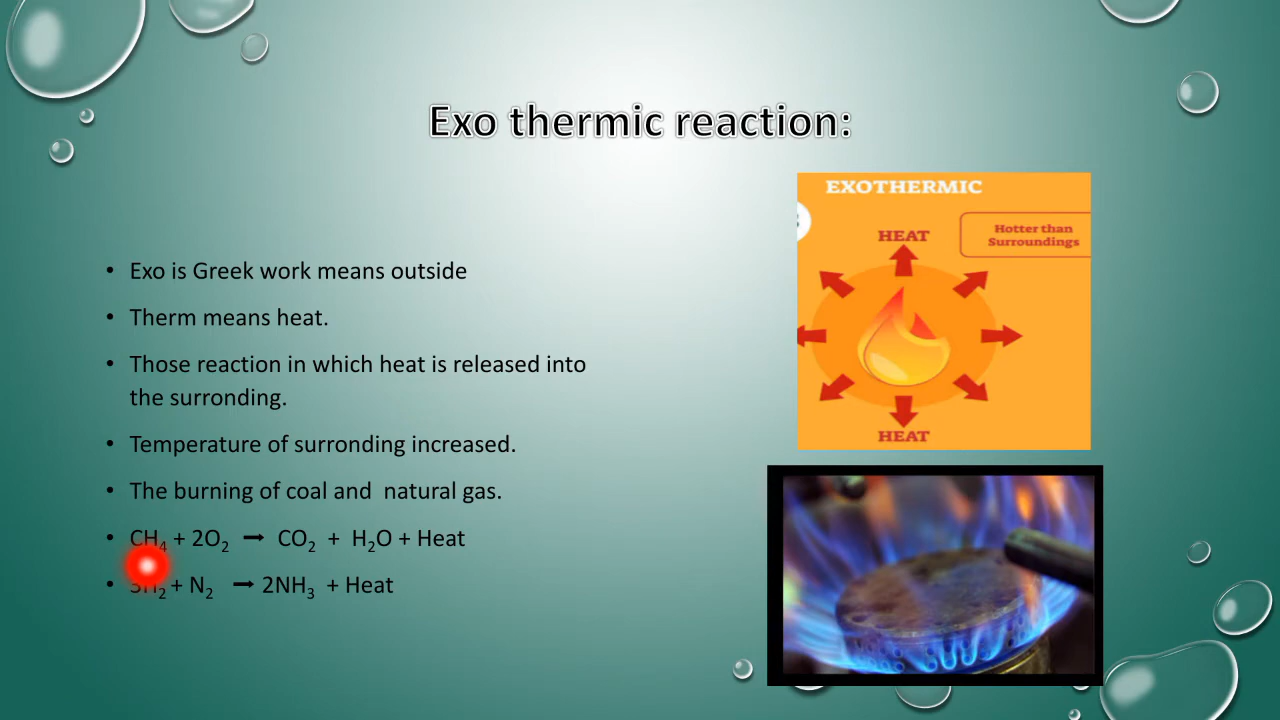 Exo thermic reaction:
EXOTHERMIC
Hotter than
Surroundings
HEAT
HEAT
• Exo is Greek work means outside
• Therm means heat.
• Those reaction in which heat is released into
the surronding.
• Temperature of surronding increased.
• The burning of coal and natural gas.
• CH₄ + 2O₂ → CO₂ + H₂O + Heat
• 3H₂ + N₂ → 2NH₃ + Heat